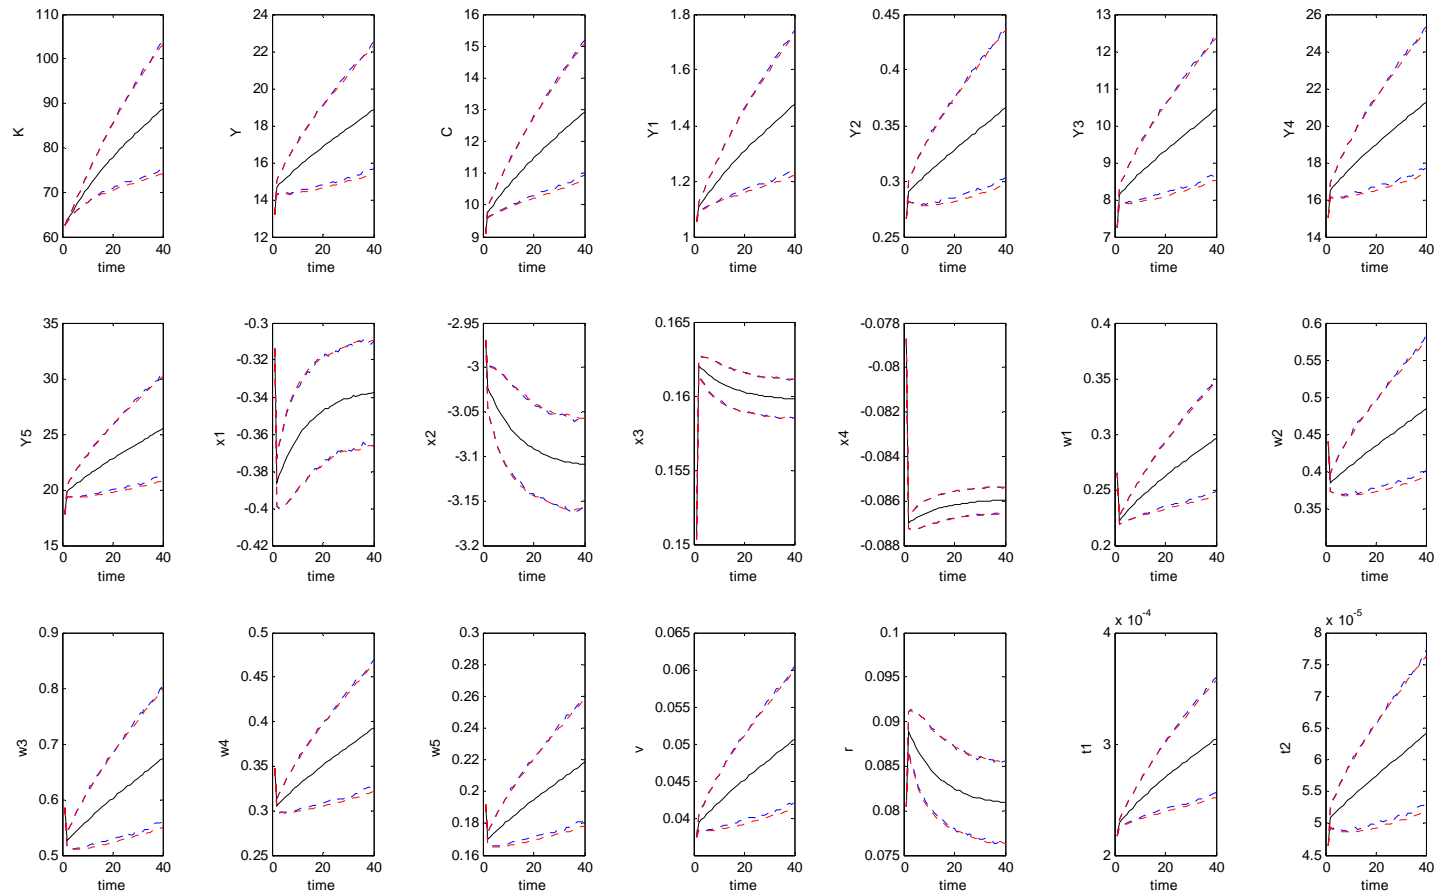 K
110
100
90
80
70
60
0 20 40
time
Y
24
22
20
18
16
14
12
0 20 40
time
C
16
15
14
13
12
11
10
9
0 20 40
time
Y1
1.8
1.6
1.4
1.2
1
0 20 40
time
Y2
0.45
0.4
0.35
0.3
0.25
0 20 40
time
Y3
13
12
11
10
9
8
7
0 20 40
time
Y4
26
24
22
20
18
16
14
0 20 40
time
Y5
35
30
25
20
15
0 20 40
time
x1
-0.3
-0.32
-0.34
-0.36
-0.38
-0.4
-0.42
0 20 40
time
x2
-2.95
-3
-3.05
-3.1
-3.15
-3.2
0 20 40
time
x3
0.165
0.16
0.155
0.15
0 20 40
time
x4
-0.078
-0.08
-0.082
-0.084
-0.086
-0.088
0 20 40
time
w1
0.4
0.35
0.3
0.25
0.2
0 20 40
time
w2
0.6
0.55
0.5
0.45
0.4
0.35
0 20 40
time
w3
0.9
0.8
0.7
0.6
0.5
0 20 40
time
w4
0.5
0.45
0.4
0.35
0.3
0.25
0 20 40
time
w5
0.3
0.28
0.26
0.24
0.22
0.2
0.18
0.16
0 20 40
time
v
0.065
0.06
0.055
0.05
0.045
0.04
0 20 40
time
r
0.1
0.095
0.09
0.085
0.08
0.075
0 20 40
time
x 10-4
t1
4
3
2
0 20 40
time
x 10-5
t2
8
7.5
7
6.5
6
5.5
5
4.5
0 20 40
time